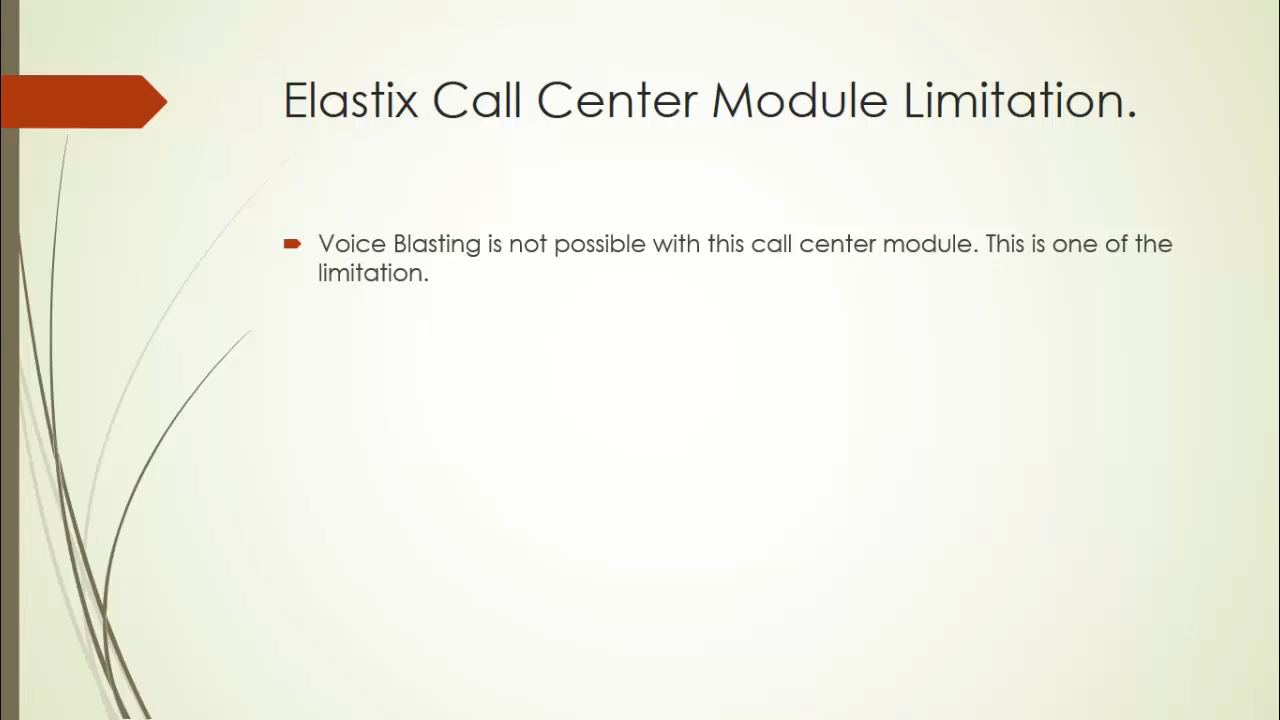 Elastix Call Center Module Limitation.
Voice Blasting is not possible with this call center module. This is one of the
limitation.